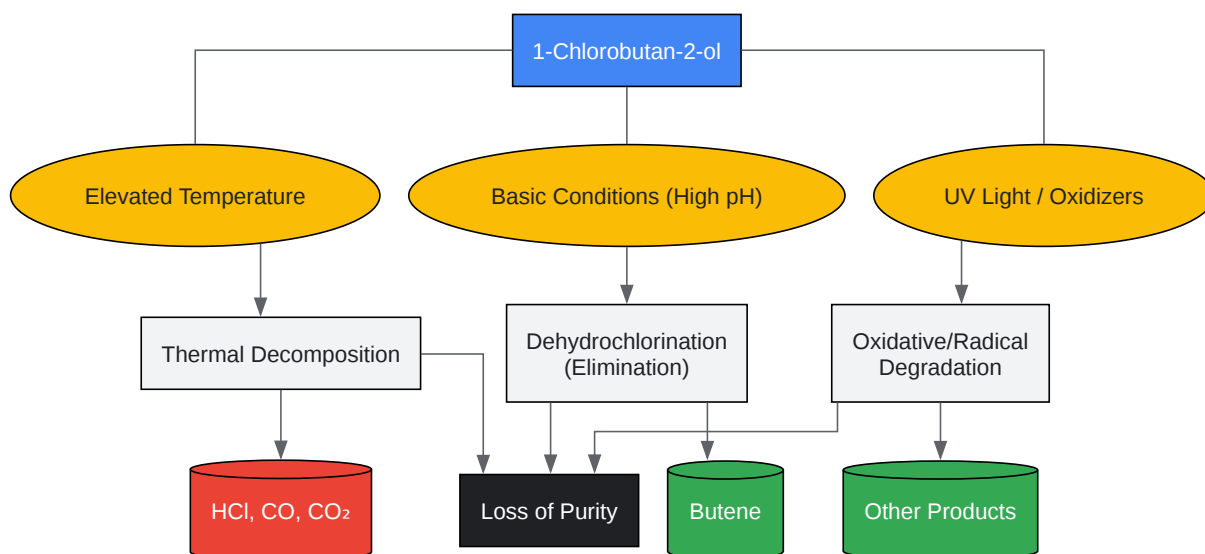 1-Chlorobutan-2-ol
Elevated Temperature
Basic Conditions (High pH)
UV Light / Oxidizers
Thermal Decomposition
Dehydrochlorination
(Elimination)
Oxidative/Radical
Degradation
HCl, CO, CO₂
Loss of Purity
Butene
Other Products